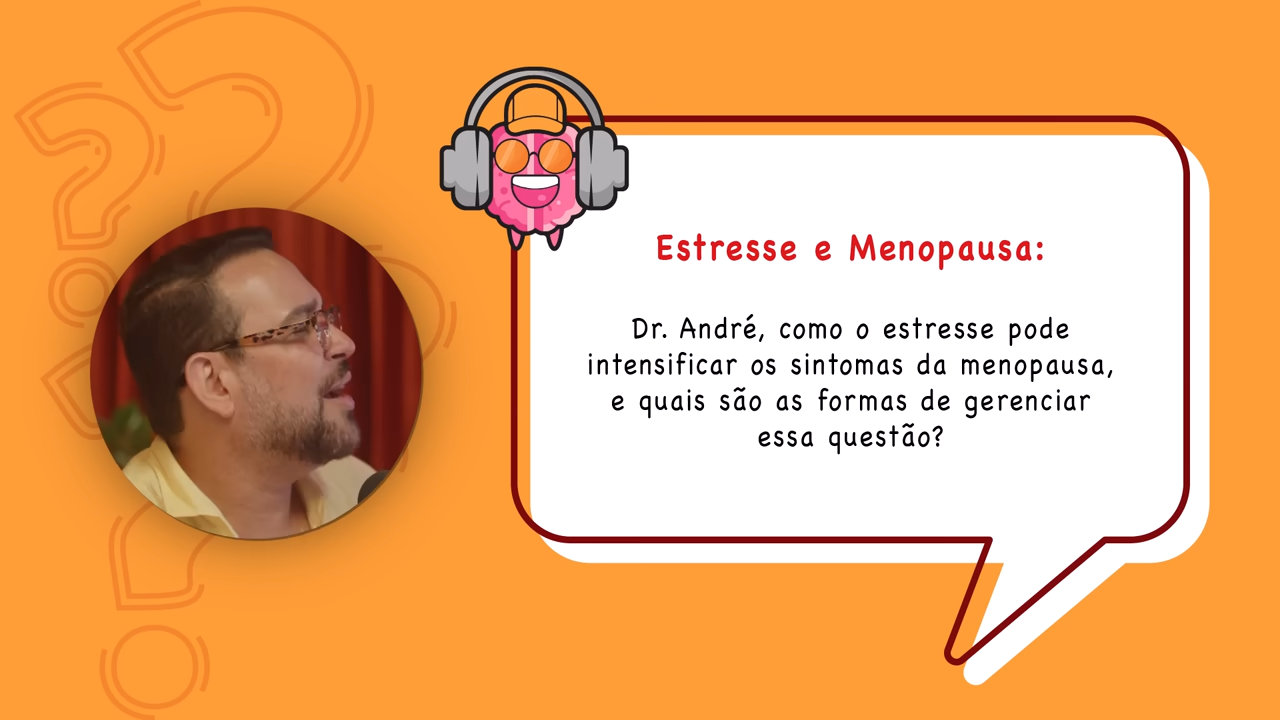 Estresse e Menopausa:
Dr. André, como o estresse pode
intensificar os sintomas da menopausa,
e quais são as formas de gerenciar
essa questão?